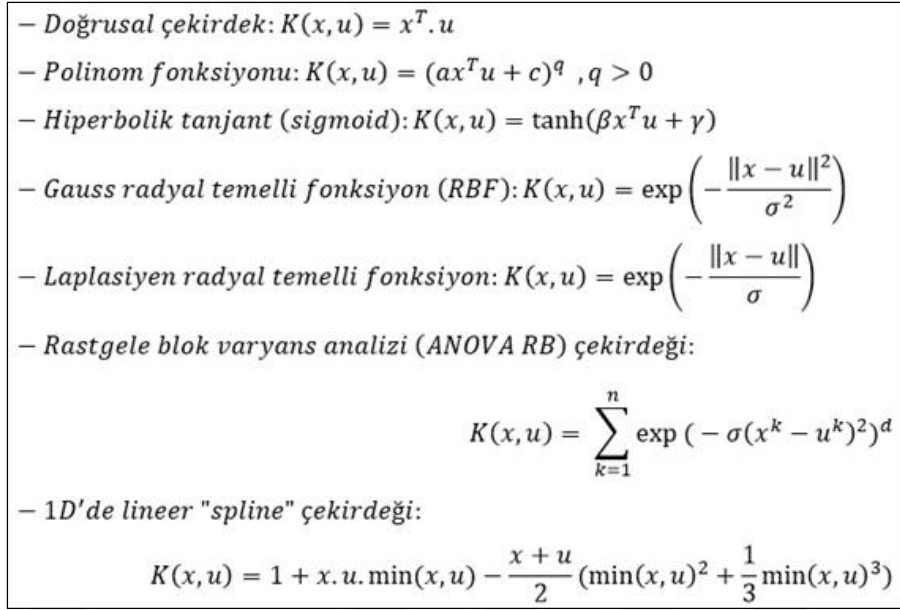 – Doğrusal çekirdek: K(x,u) = x^T.u
– Polinom fonksiyonu: K(x,u) = (ax^T u + c)^q , q > 0
– Hiperbolik tanjant (sigmoid): K(x,u) = tanh(βx^T u + γ)
– Gauss radyal temelli fonksiyon (RBF): K(x,u) = exp(−‖x − u‖²/σ²)
– Laplasiyen radyal temelli fonksiyon: K(x,u) = exp(−‖x − u‖/σ)
– Rastgele blok varyans analizi (ANOVA RB) çekirdeği:
K(x,u) = ∑_{k=1}^{n} exp (− σ(x^k − u^k)²)^d
– 1D'de lineer "spline" çekirdeği:
K(x,u) = 1 + x.u.min(x,u) − (x + u)/2 (min(x,u)² + 1/3 min(x,u)³)